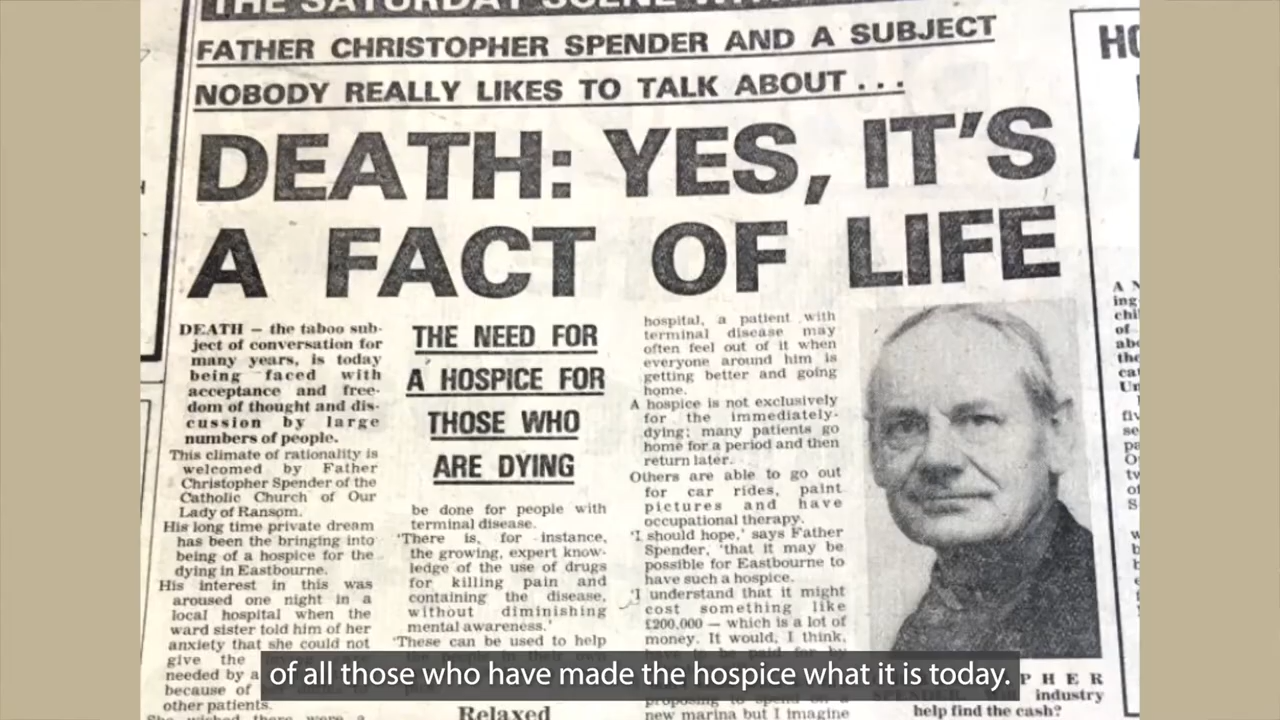 THE SATURDAY SCENE
FATHER CHRISTOPHER SPENDER AND A SUBJECT
NOBODY REALLY LIKES TO TALK ABOUT . . .
DEATH: YES, IT'S
A FACT OF LIFE
DEATH — the taboo sub-
ject of conversation for
many years, is today
being faced with
acceptance and free-
dom of thought and dis-
cussion by large
numbers of people.
This climate of rationality is
welcomed by Father
Christopher Spender of the
Catholic Church of Our
Lady of Ransom.
His long time private dream
has been the bringing into
being of a hospice for the
dying in Eastbourne.
His interest in this was
aroused one night in a
local hospital when the
ward sister told him of her
anxiety that she could not
give the
needed by a
because of
other patients.
THE NEED FOR
A HOSPICE FOR
THOSE WHO
ARE DYING
be done for people with
terminal disease.
'There is, for instance,
the growing, expert know-
ledge of the use of drugs
for killing pain and
containing the disease,
without diminishing
mental awareness.'
'These can be used to help
Relaxed
hospital, a patient with
terminal disease may
often feel out of it when
everyone around him is
getting better and going
home.
A hospice is not exclusively
for the immediately-
dying; many patients go
home for a period and then
return later.
Others are able to go out
for car rides, paint
pictures and have
occupational therapy.
'I should hope,' says Father
Spender, 'that it may be
possible for Eastbourne to
have such a hospice.
'I understand that it might
cost something like
£200,000 — which is a lot of
money. It would, I think,
new marina but I imagine
industry
help find the cash?
of all those who have made the hospice what it is today.